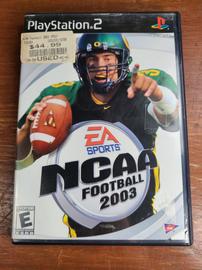 PlayStation®2
$44.99
USED
EA
SPORTS
NCAA
FOOTBALL
2003
E